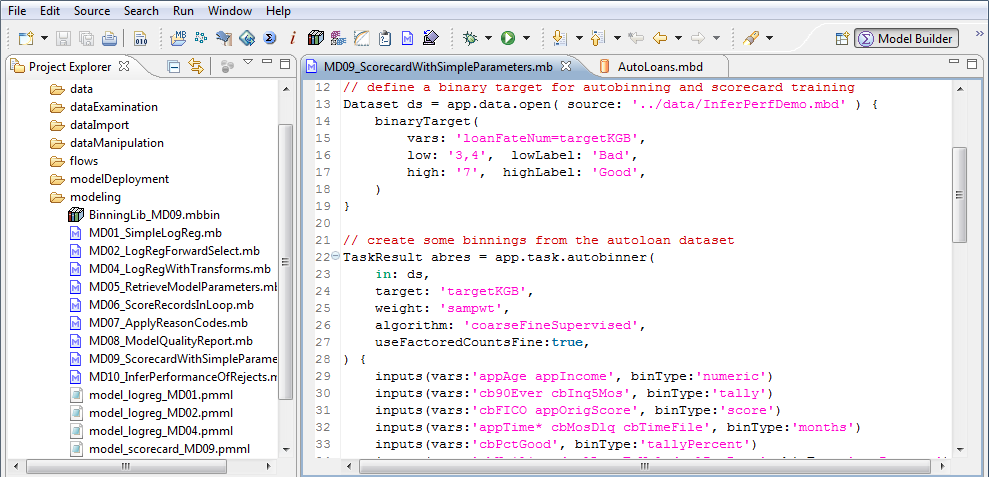 File Edit Source Search Run Window Help
010 MB Model Builder
Project Explorer
MD09_ScorecardWithSimpleParameters.mb AutoLoans.mbd
data
dataExamination
dataImport
dataManipulation
flows
modelDeployment
modeling
BinningLib_MD09.mbbin
MD01_SimpleLogReg.mb
MD02_LogRegForwardSelect.mb
MD04_LogRegWithTransforms.mb
MD05_RetrieveModelParameters.mb
MD06_ScoreRecordsInLoop.mb
MD07_ApplyReasonCodes.mb
MD08_ModelQualityReport.mb
MD09_ScorecardWithSimpleParame
MD10_InferPerformanceOfRejects.m
model_logreg_MD01.pmml
model_logreg_MD02.pmml
model_logreg_MD04.pmml
model_scorecard_MD09.pmml
12 // define a binary target for autobinning and scorecard training
13 Dataset ds = app.data.open( source: '../data/InferPerfDemo.mbd' ) {
14 binaryTarget(
15 vars: 'loanFateNum=targetKGB',
16 low: '3,4', lowLabel: 'Bad',
17 high: '7', highLabel: 'Good',
18 )
19 }
20
21 // create some binnings from the autoloan dataset
22 TaskResult abres = app.task.autobinner(
23 in: ds,
24 target: 'targetKGB',
25 weight: 'sampwt',
26 algorithm: 'coarseFineSupervised',
27 useFactoredCountsFine:true,
28 ) {
29 inputs(vars:'appAge appIncome', binType:'numeric')
30 inputs(vars:'cb90Ever cbInq5Mos', binType:'tally')
31 inputs(vars:'cbFICO appOrigScore', binType:'score')
32 inputs(vars:'appTime* cbMosDlq cbTimeFile', binType:'months')
33 inputs(vars:'cbPctGood', binType:'tallyPercent')